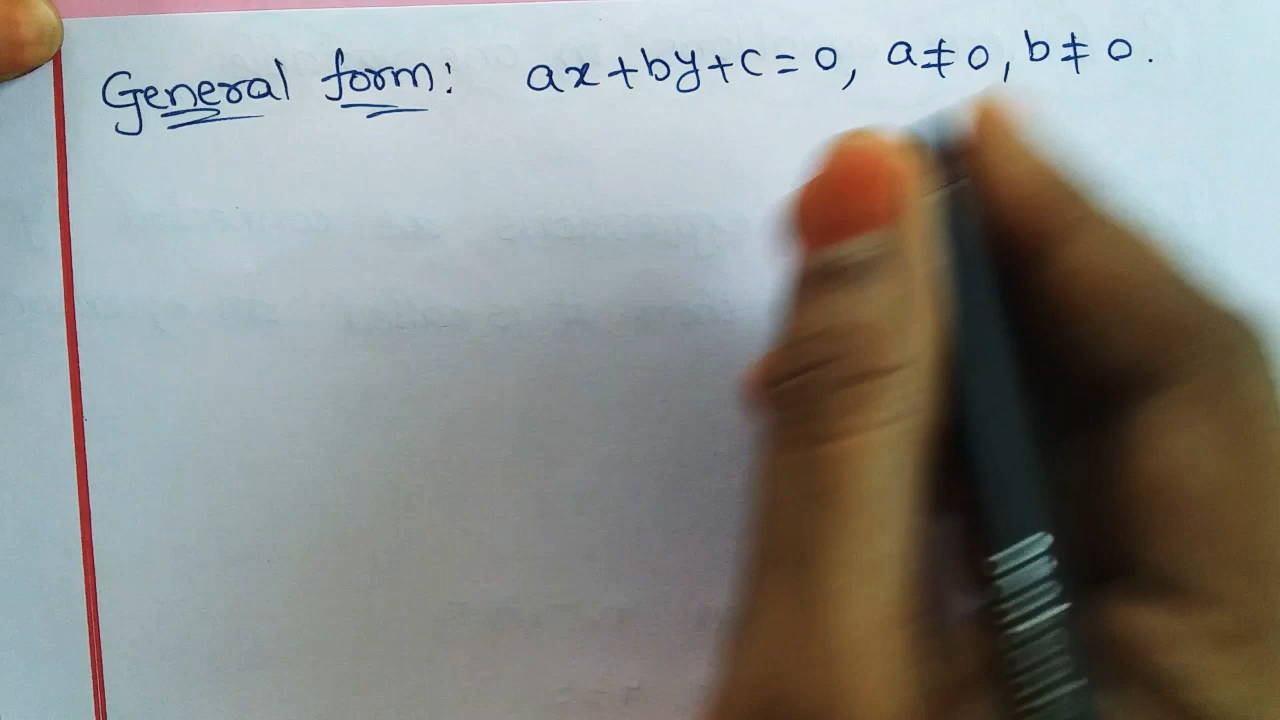 General form: ax+by+c=0, a≠0, b≠0.